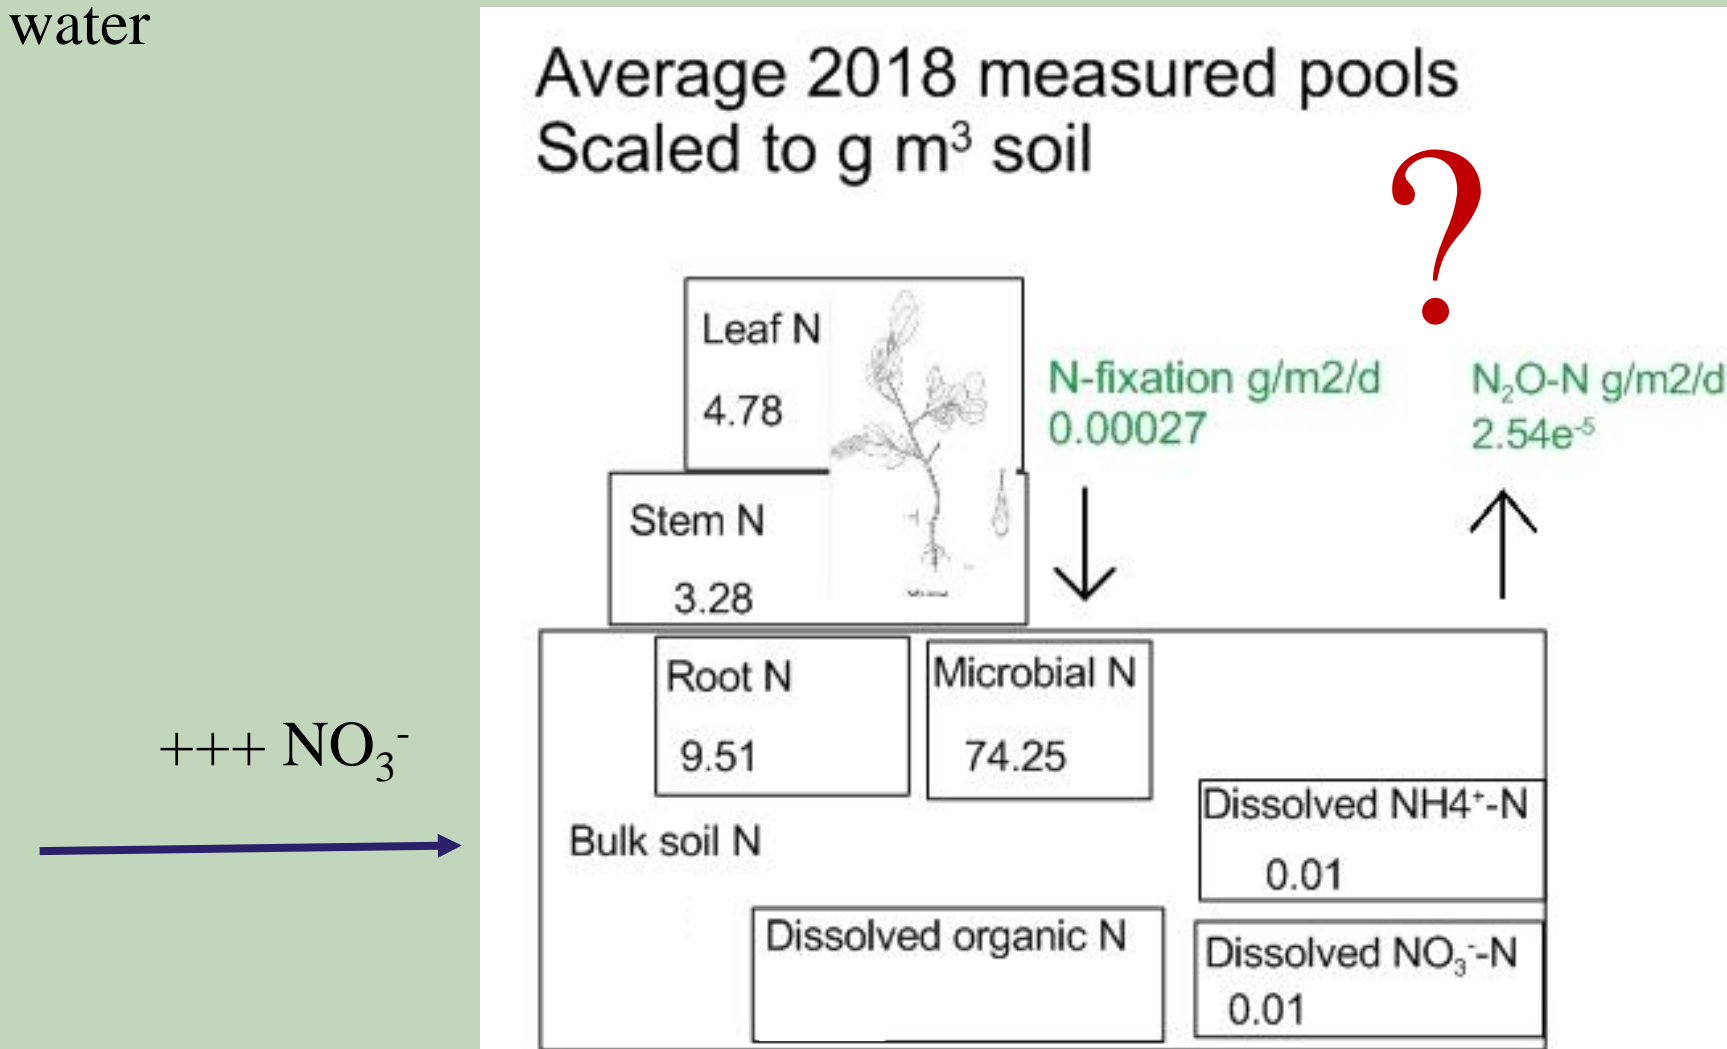 water
Average 2018 measured pools
Scaled to g m³ soil
?
Leaf N
4.78
N-fixation g/m2/d
0.00027
N₂O-N g/m2/d
2.54e⁻⁵
Stem N
3.28
Root N
9.51
Microbial N
74.25
+++ NO₃⁻
Bulk soil N
Dissolved NH4⁺-N
0.01
Dissolved organic N
Dissolved NO₃⁻-N
0.01